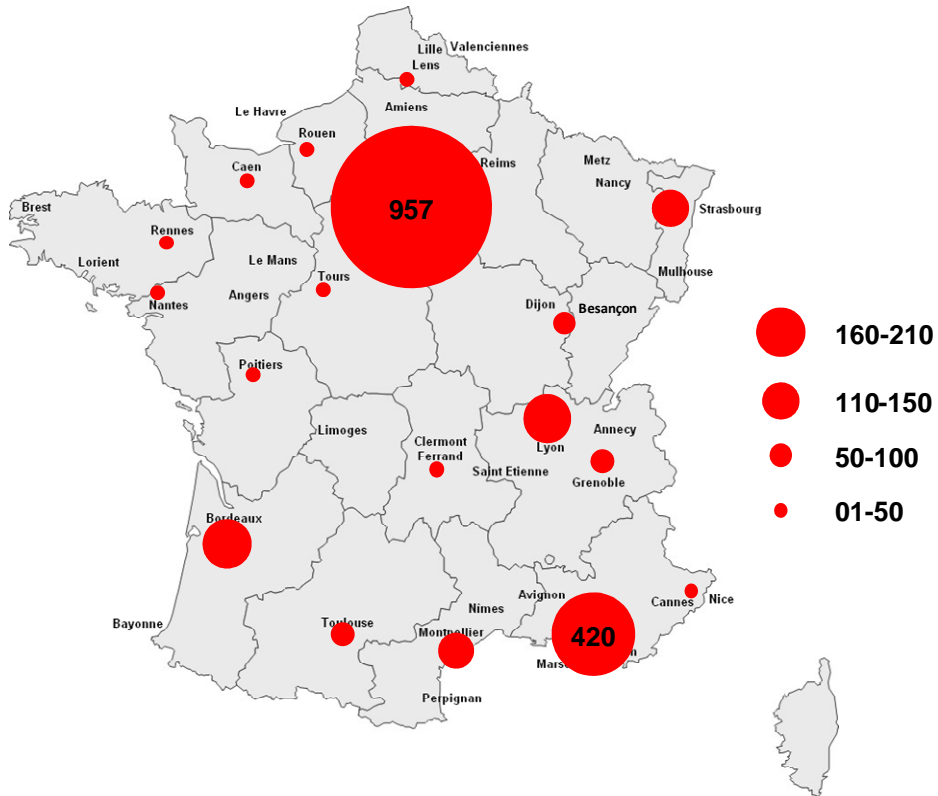 Lille
Valenciennes
Lens
Amiens
Le Havre
Rouen
Caen
Reims
Metz
Nancy
Strasbourg
957
Brest
Rennes
Lorient
Le Mans
Mulhouse
Tours
Nantes
Angers
Dijon
Besançon
Poitiers
160-210
110-150
Limoges
Annecy
Clermont
Ferrand
Lyon
Saint Etienne
Grenoble
50-100
01-50
Bordeaux
Avignon
Cannes
Nice
Nîmes
Bayonne
Toulouse
Montpellier
420
Perpignan